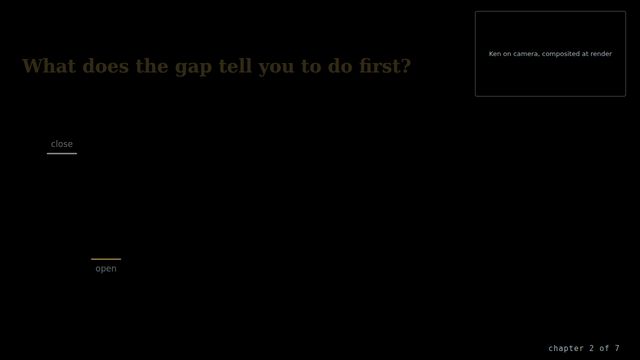 Ken on camera, composited at render
What does the gap tell you to do first?
close
open
chapter 2 of 7